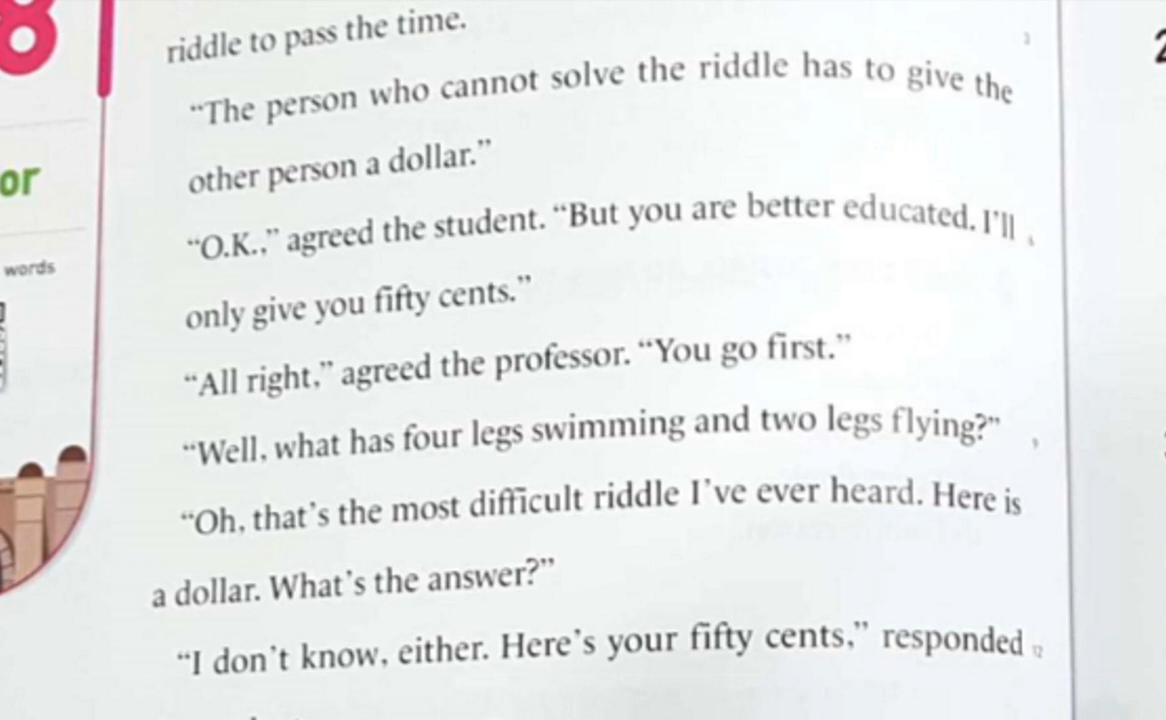 8
or
words
riddle to pass the time.
“The person who cannot solve the riddle has to give the
other person a dollar.”
“O.K.,” agreed the student. “But you are better educated. I’ll
only give you fifty cents.”
“All right,” agreed the professor. “You go first.”
“Well, what has four legs swimming and two legs flying?”
“Oh, that’s the most difficult riddle I’ve ever heard. Here is
a dollar. What’s the answer?”
“I don’t know, either. Here’s your fifty cents,” responded